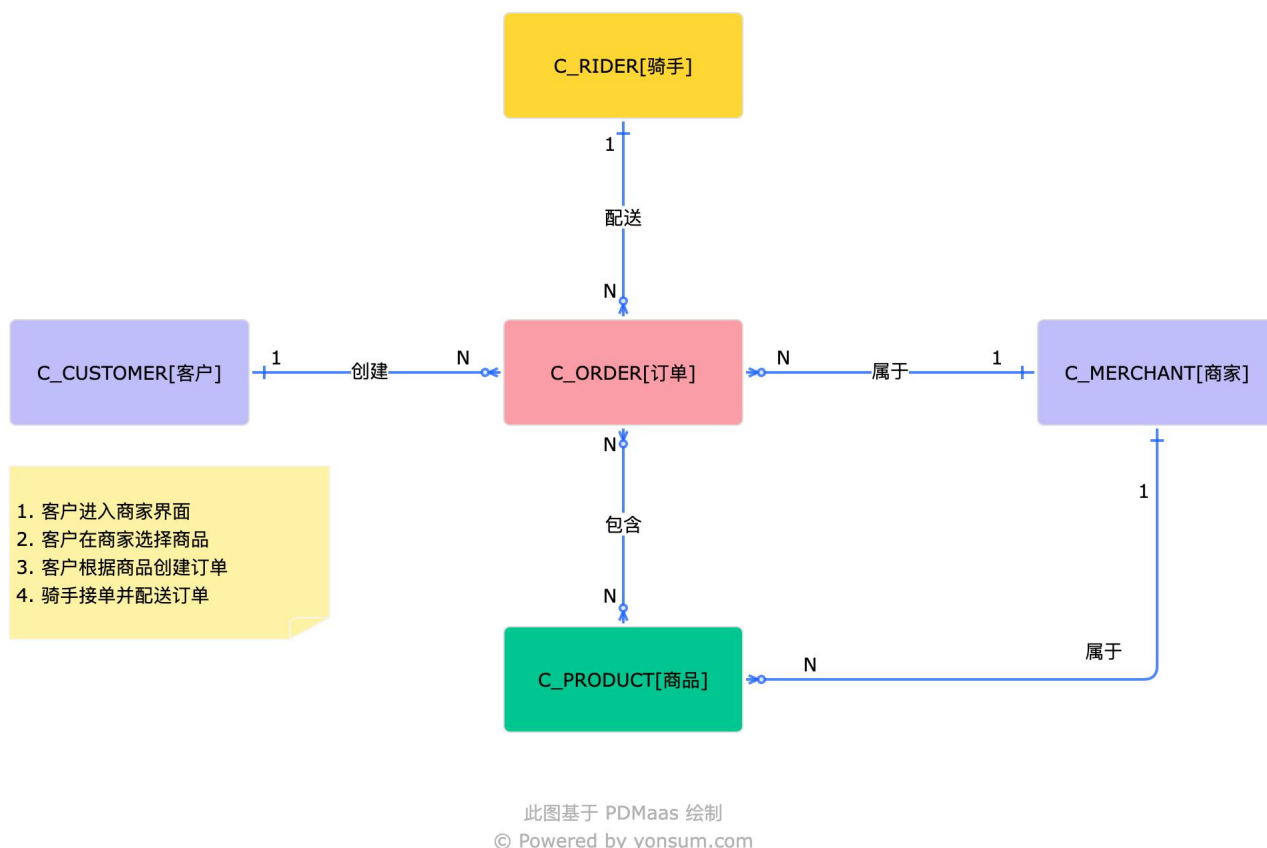 C_RIDER[骑手]
1
配送
N
C_CUSTOMER[客户]
1
创建
N
C_ORDER[订单]
N
属于
1
C_MERCHANT[商家]
N
1
包含
N
1. 客户进入商家界面
2. 客户在商家选择商品
3. 客户根据商品创建订单
4. 骑手接单并配送订单
C_PRODUCT[商品]
N
属于
此图基于 PDMaas 绘制
© Powered by yonsum.com